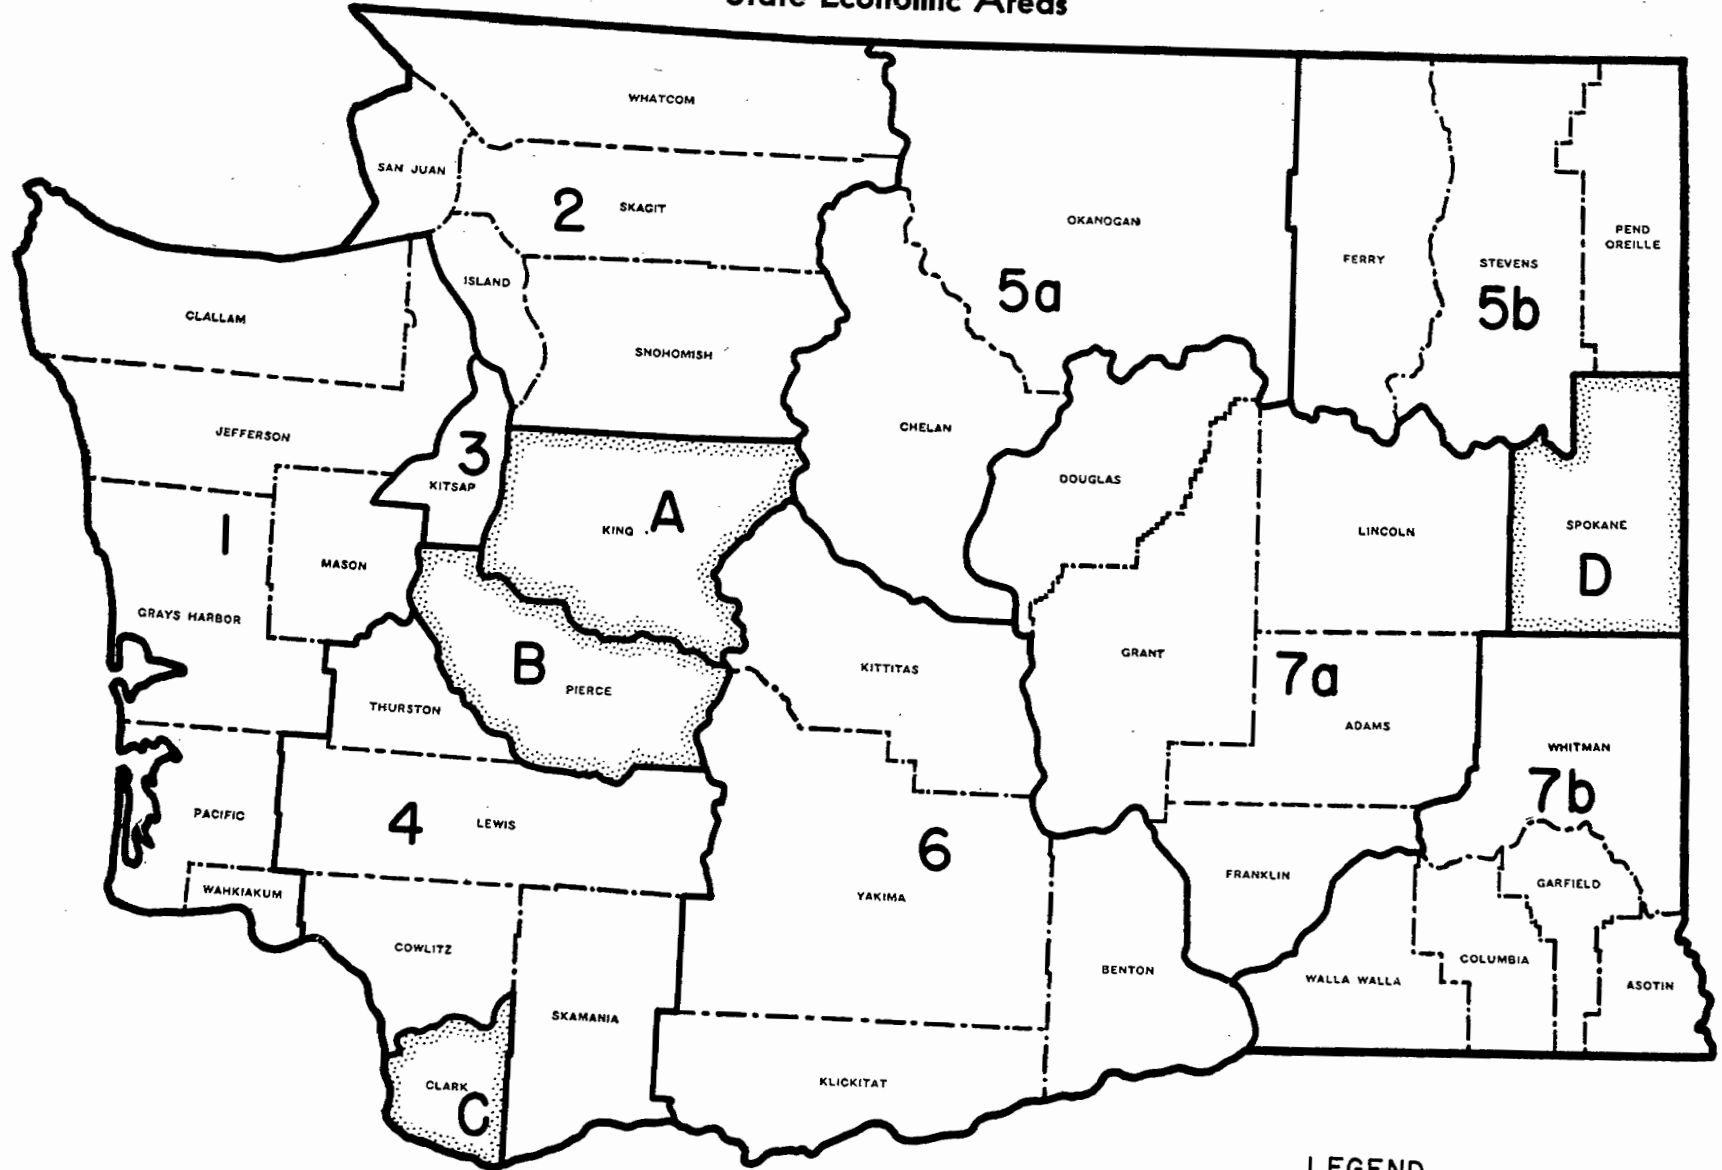 State Economic Areas
WHATCOM
SAN JUAN
2
SKAGIT
OKANOGAN
PEND
OREILLE
FERRY
STEVENS
5a
5b
ISLAND
CLALLAM
SNOHOMISH
CHELAN
JEFFERSON
3
KITSAP
DOUGLAS
A
KING
LINCOLN
SPOKANE
D
1
MASON
GRAYS HARBOR
B
PIERCE
KITTITAS
GRANT
7a
THURSTON
ADAMS
WHITMAN
7b
PACIFIC
4
LEWIS
6
YAKIMA
FRANKLIN
GARFIELD
WAHKIAKUM
COWLITZ
BENTON
WALLA WALLA
COLUMBIA
ASOTIN
SKAMANIA
CLARK
C
KLICKITAT
LEGEND